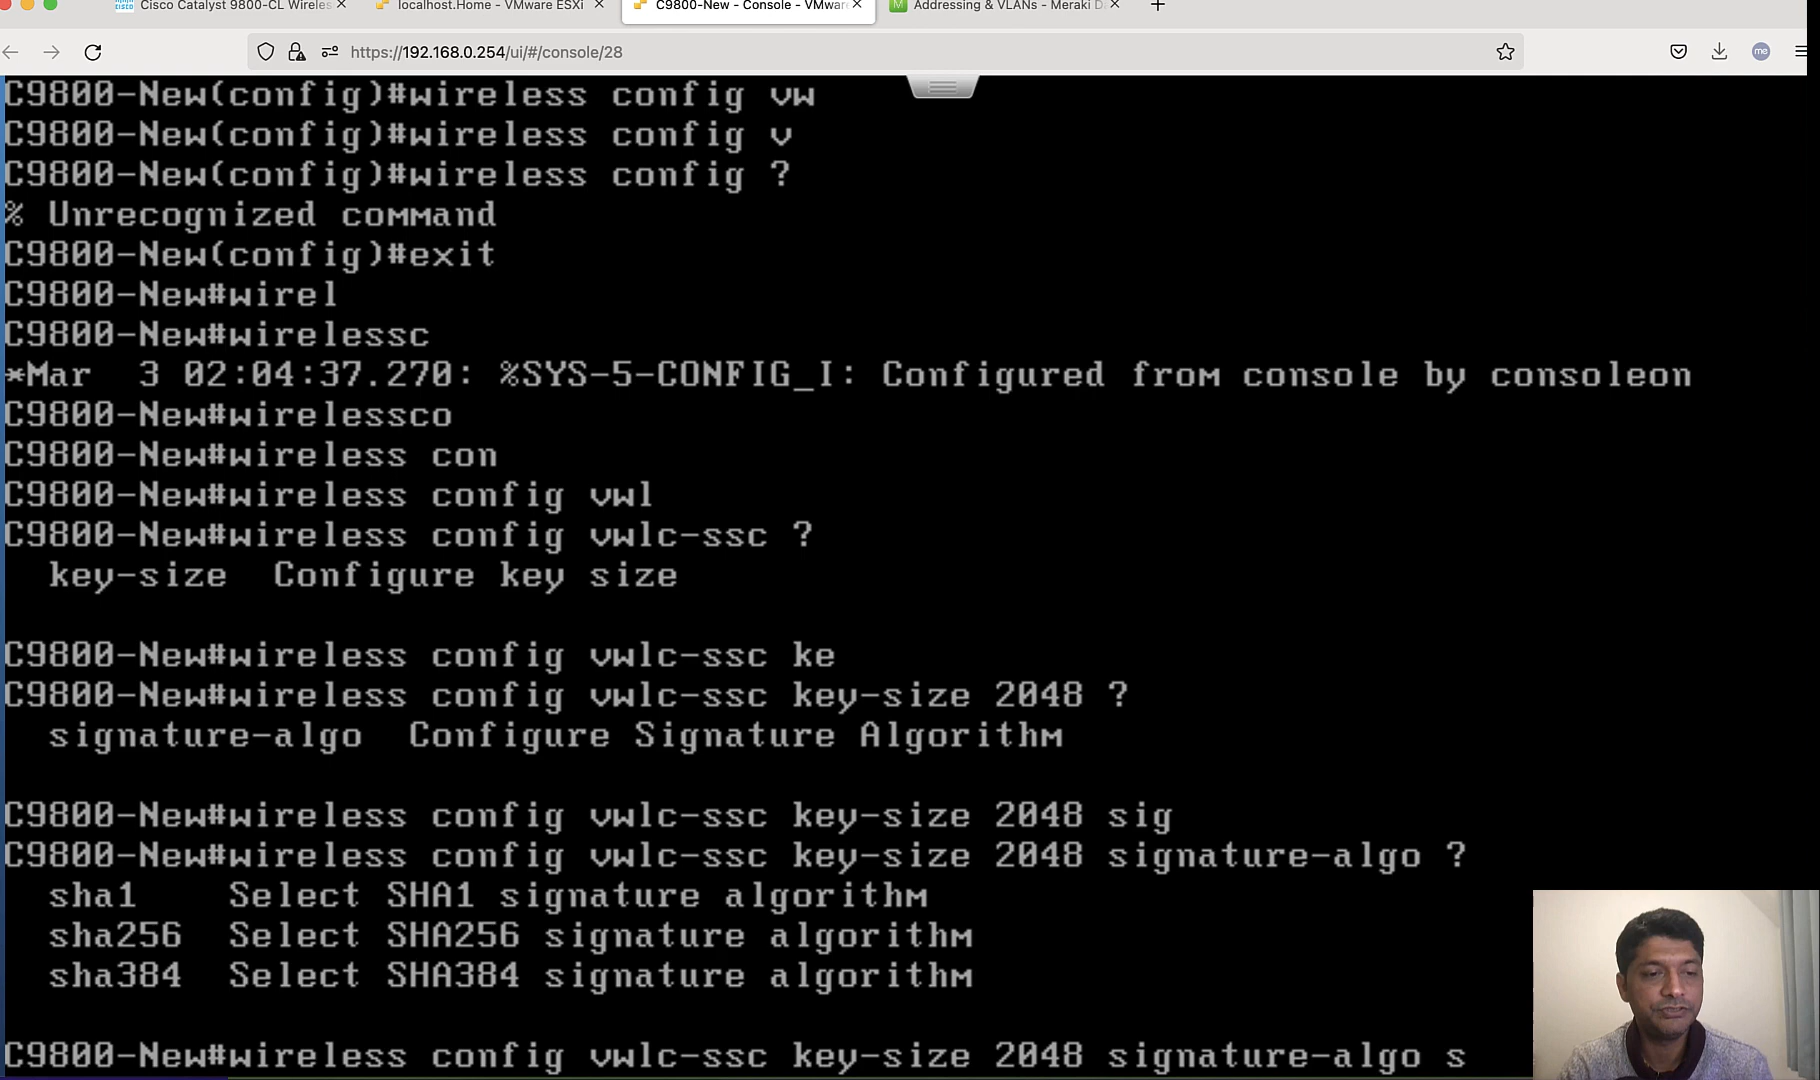 Cisco Catalyst 9800-CL Wireles
localhost.Home - VMware ESXi
C9800-New - Console - VMware
Addressing & VLANs - Meraki D
https://192.168.0.254/ui/#/console/28
me
C9800-New(config)#wireless config vw
C9800-New(config)#wireless config v
C9800-New(config)#wireless config ?
% Unrecognized command
C9800-New(config)#exit
C9800-New#wirel
C9800-New#wirelessc
*Mar  3 02:04:37.270: %SYS-5-CONFIG_I: Configured from console by consoleon
C9800-New#wirelessco
C9800-New#wireless con
C9800-New#wireless config vwl
C9800-New#wireless config vwlc-ssc ?
key-size  Configure key size
C9800-New#wireless config vwlc-ssc ke
C9800-New#wireless config vwlc-ssc key-size 2048 ?
signature-algo  Configure Signature Algorithm
C9800-New#wireless config vwlc-ssc key-size 2048 sig
C9800-New#wireless config vwlc-ssc key-size 2048 signature-algo ?
sha1    Select SHA1 signature algorithm
sha256  Select SHA256 signature algorithm
sha384  Select SHA384 signature algorithm
C9800-New#wireless config vwlc-ssc key-size 2048 signature-algo s